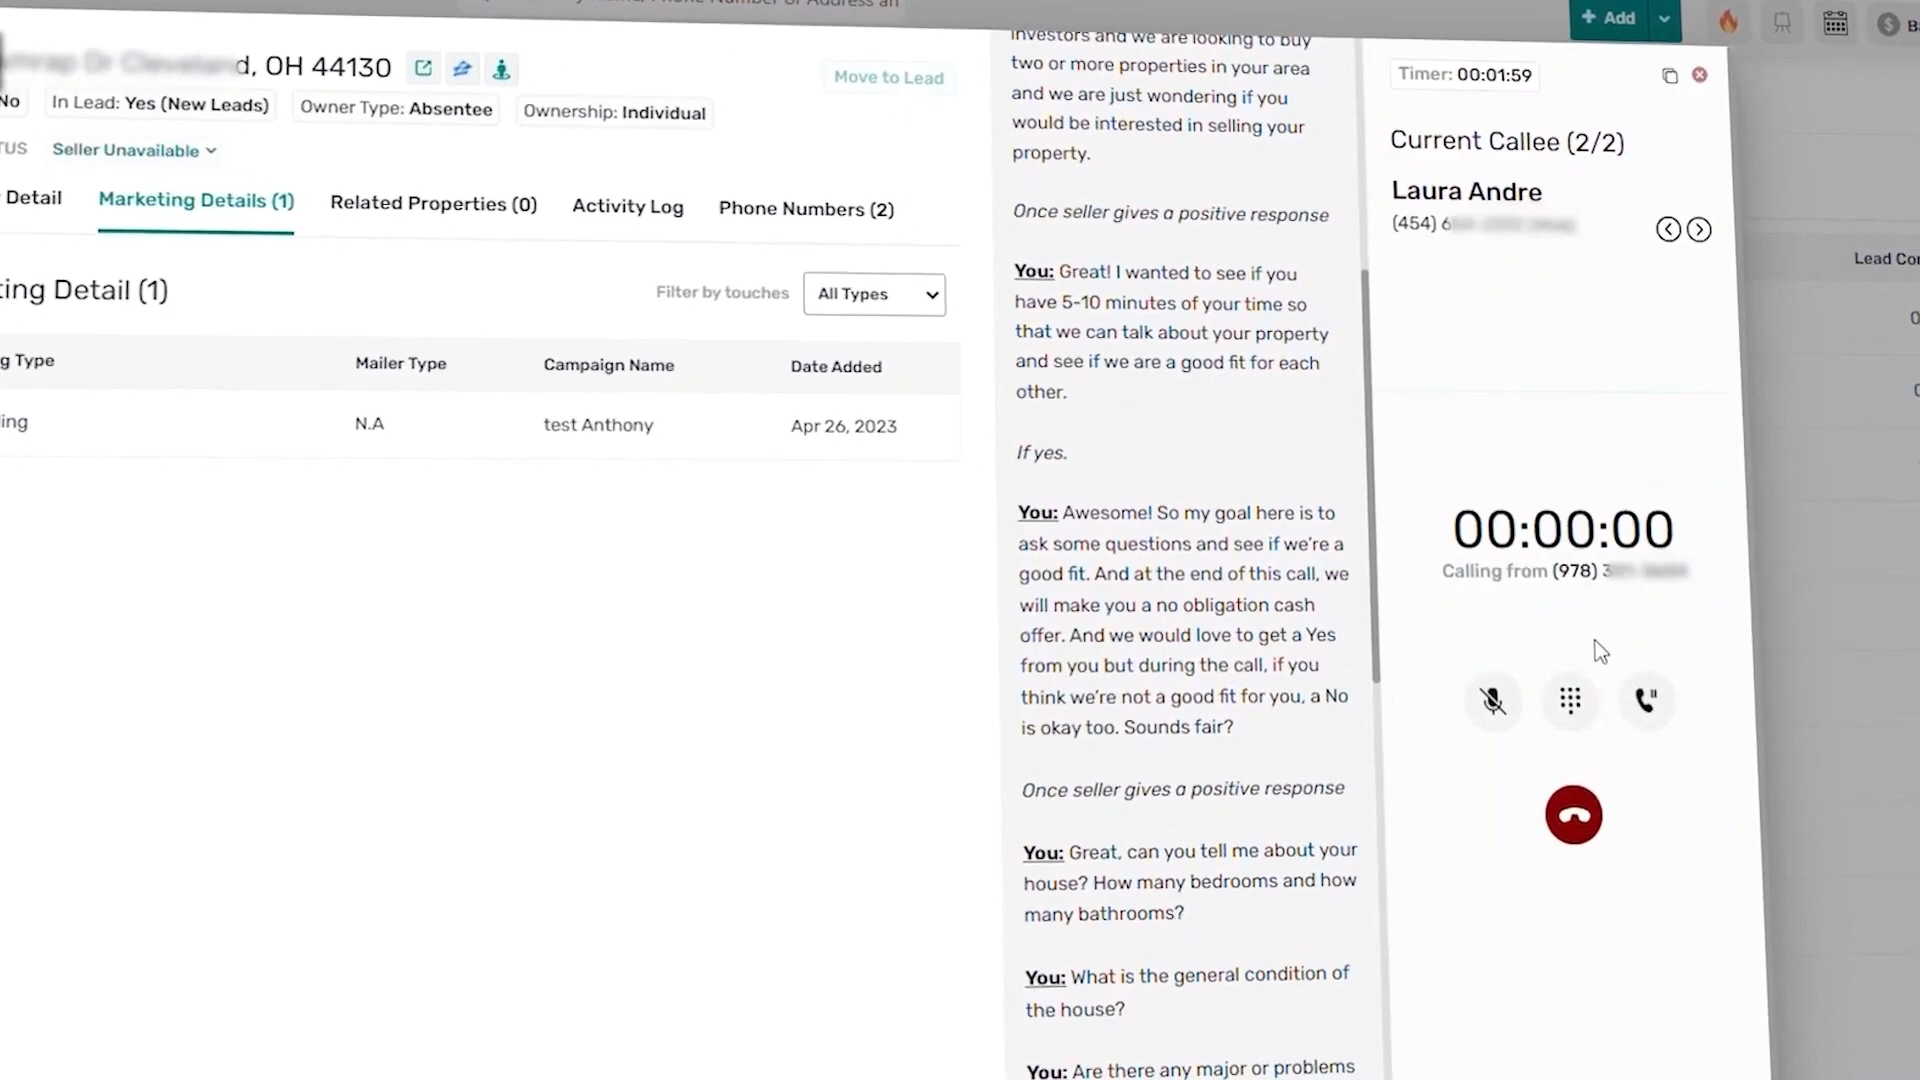 Add
d, OH 44130
Move to Lead
No
In Lead: Yes (New Leads)
Owner Type: Absentee
Ownership: Individual
Seller Unavailable
Detail
Marketing Details (1)
Related Properties (0)
Activity Log
Phone Numbers (2)
ting Detail (1)
Filter by touches
All Types
g Type
Mailer Type
Campaign Name
Date Added
ling
N.A
test Anthony
Apr 26, 2023
investors and we are looking to buy
two or more properties in your area
and we are just wondering if you
would be interested in selling your
property.
Once seller gives a positive response
You: Great! I wanted to see if you
have 5-10 minutes of your time so
that we can talk about your property
and see if we are a good fit for each
other.
If yes.
You: Awesome! So my goal here is to
ask some questions and see if we're a
good fit. And at the end of this call, we
will make you a no obligation cash
offer. And we would love to get a Yes
from you but during the call, if you
think we're not a good fit for you, a No
is okay too. Sounds fair?
Once seller gives a positive response
You: Great, can you tell me about your
house? How many bedrooms and how
many bathrooms?
You: What is the general condition of
the house?
You: Are there any major or problems
Timer: 00:01:59
Current Callee (2/2)
Laura Andre
(454) 6
00:00:00
Calling from (978) 3
Lead Cor